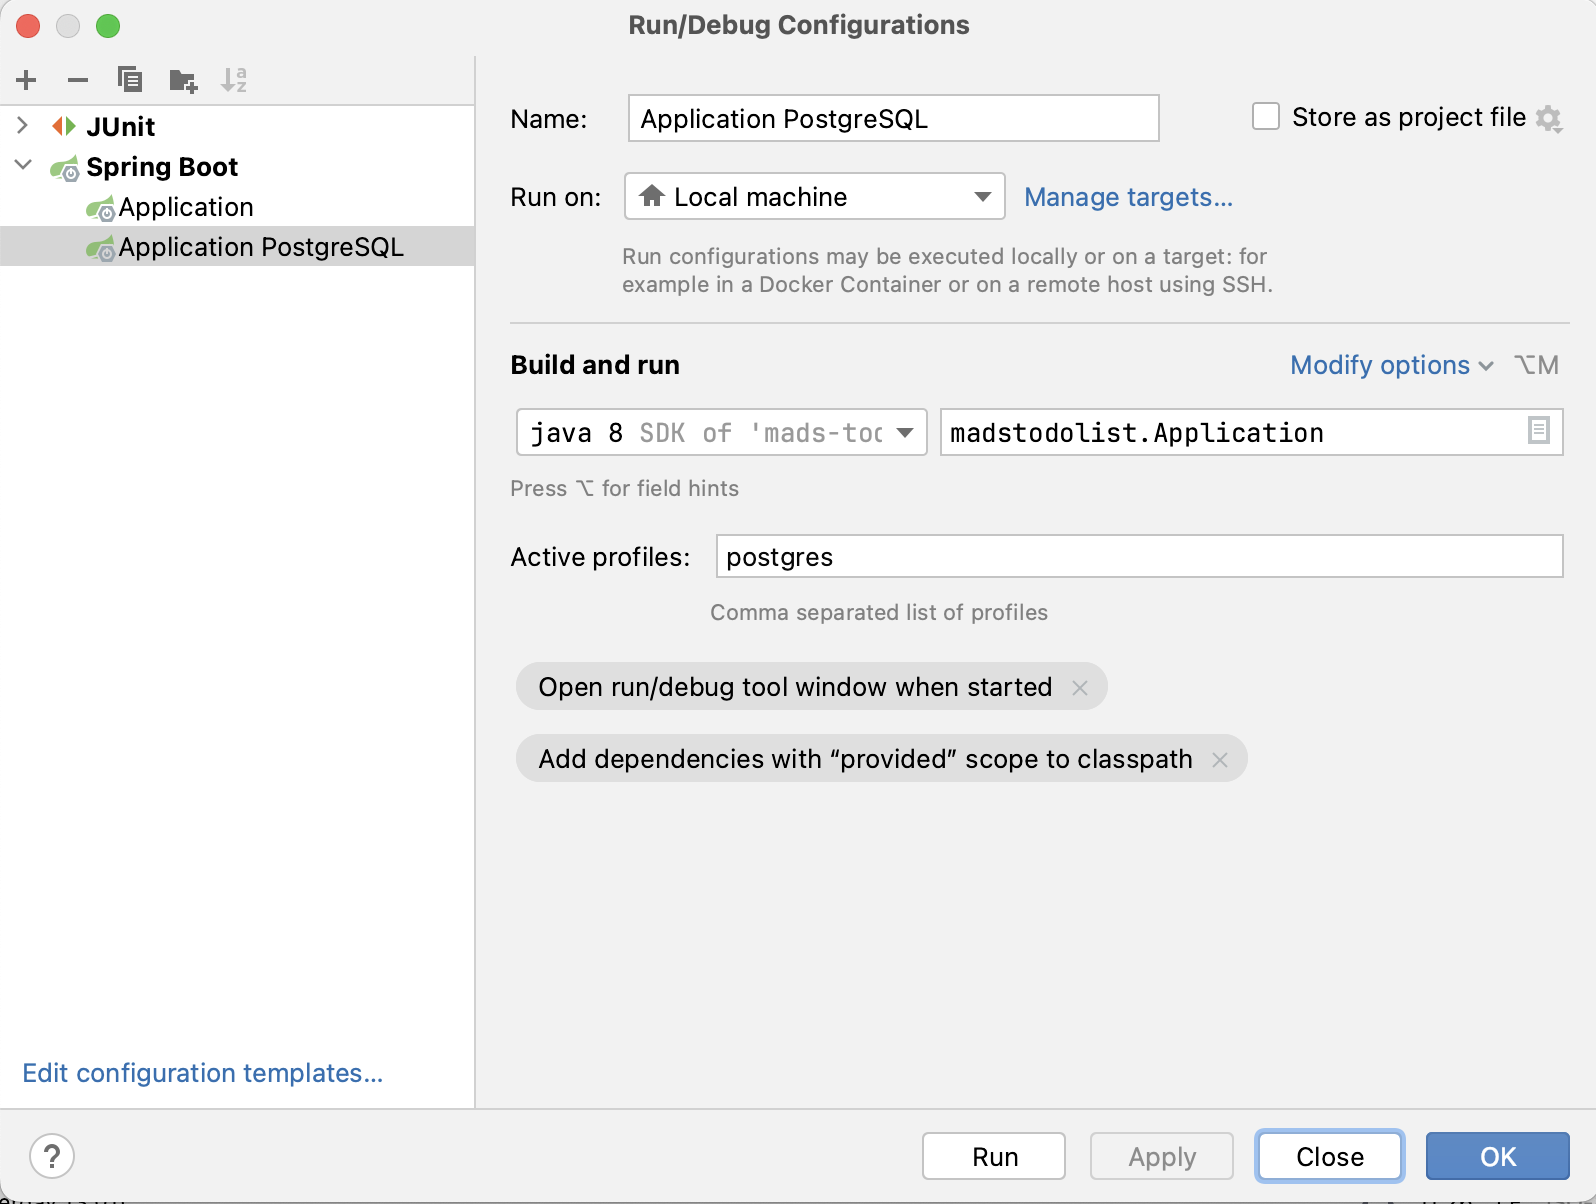 Run/Debug Configurations
JUnit
Spring Boot
Application
Application PostgreSQL
Edit configuration templates...
Name: Application PostgreSQL
Store as project file
Run on: Local machine Manage targets...
Run configurations may be executed locally or on a target: for
example in a Docker Container or on a remote host using SSH.
Build and run
Modify options ⌥M
java 8 SDK of 'mads-toc
madstodolist.Application
Press ⌥ for field hints
Active profiles: postgres
Comma separated list of profiles
Open run/debug tool window when started
Add dependencies with “provided” scope to classpath
? Run Apply Close OK